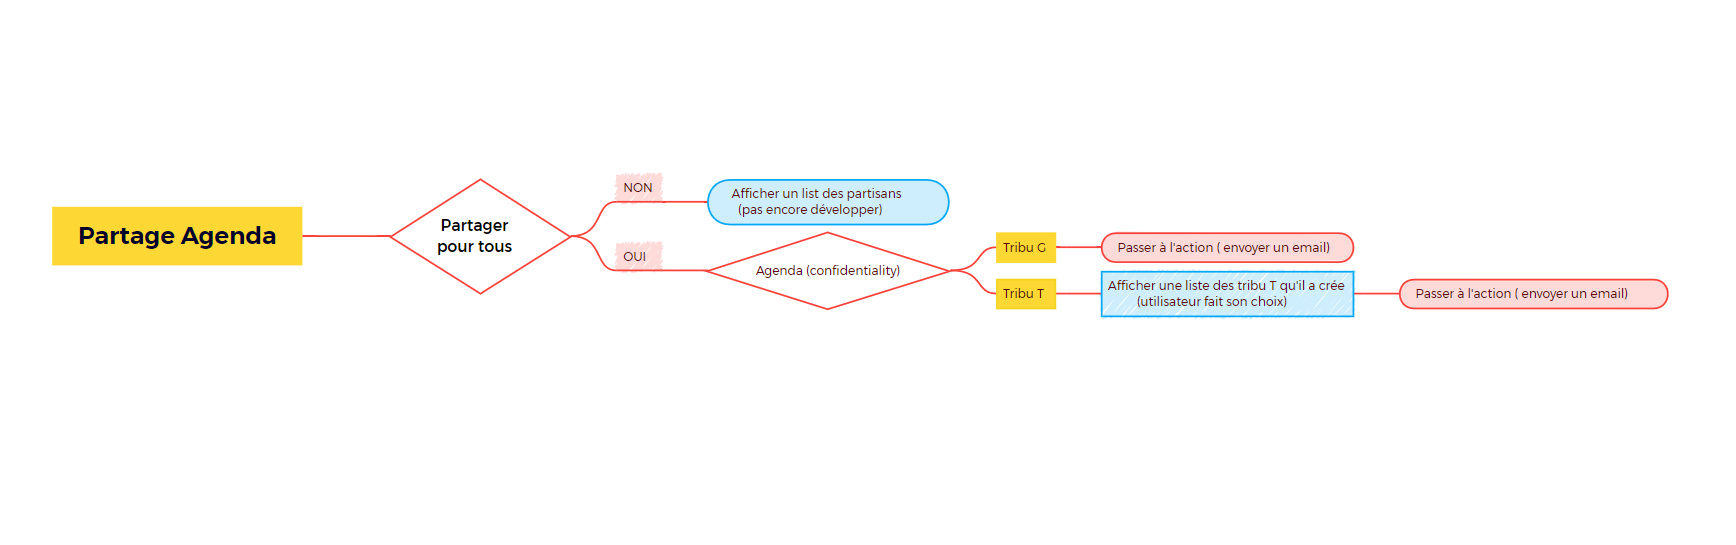 Partage Agenda
Partager
pour tous
NON
Afficher un list des partisans
(pas encore développer)
OUI
Agenda (confidentiality)
Tribu G
Passer à l'action ( envoyer un email)
Tribu T
Afficher une liste des tribu T qu'il a crée
(utilisateur fait son choix)
Passer à l'action ( envoyer un email)